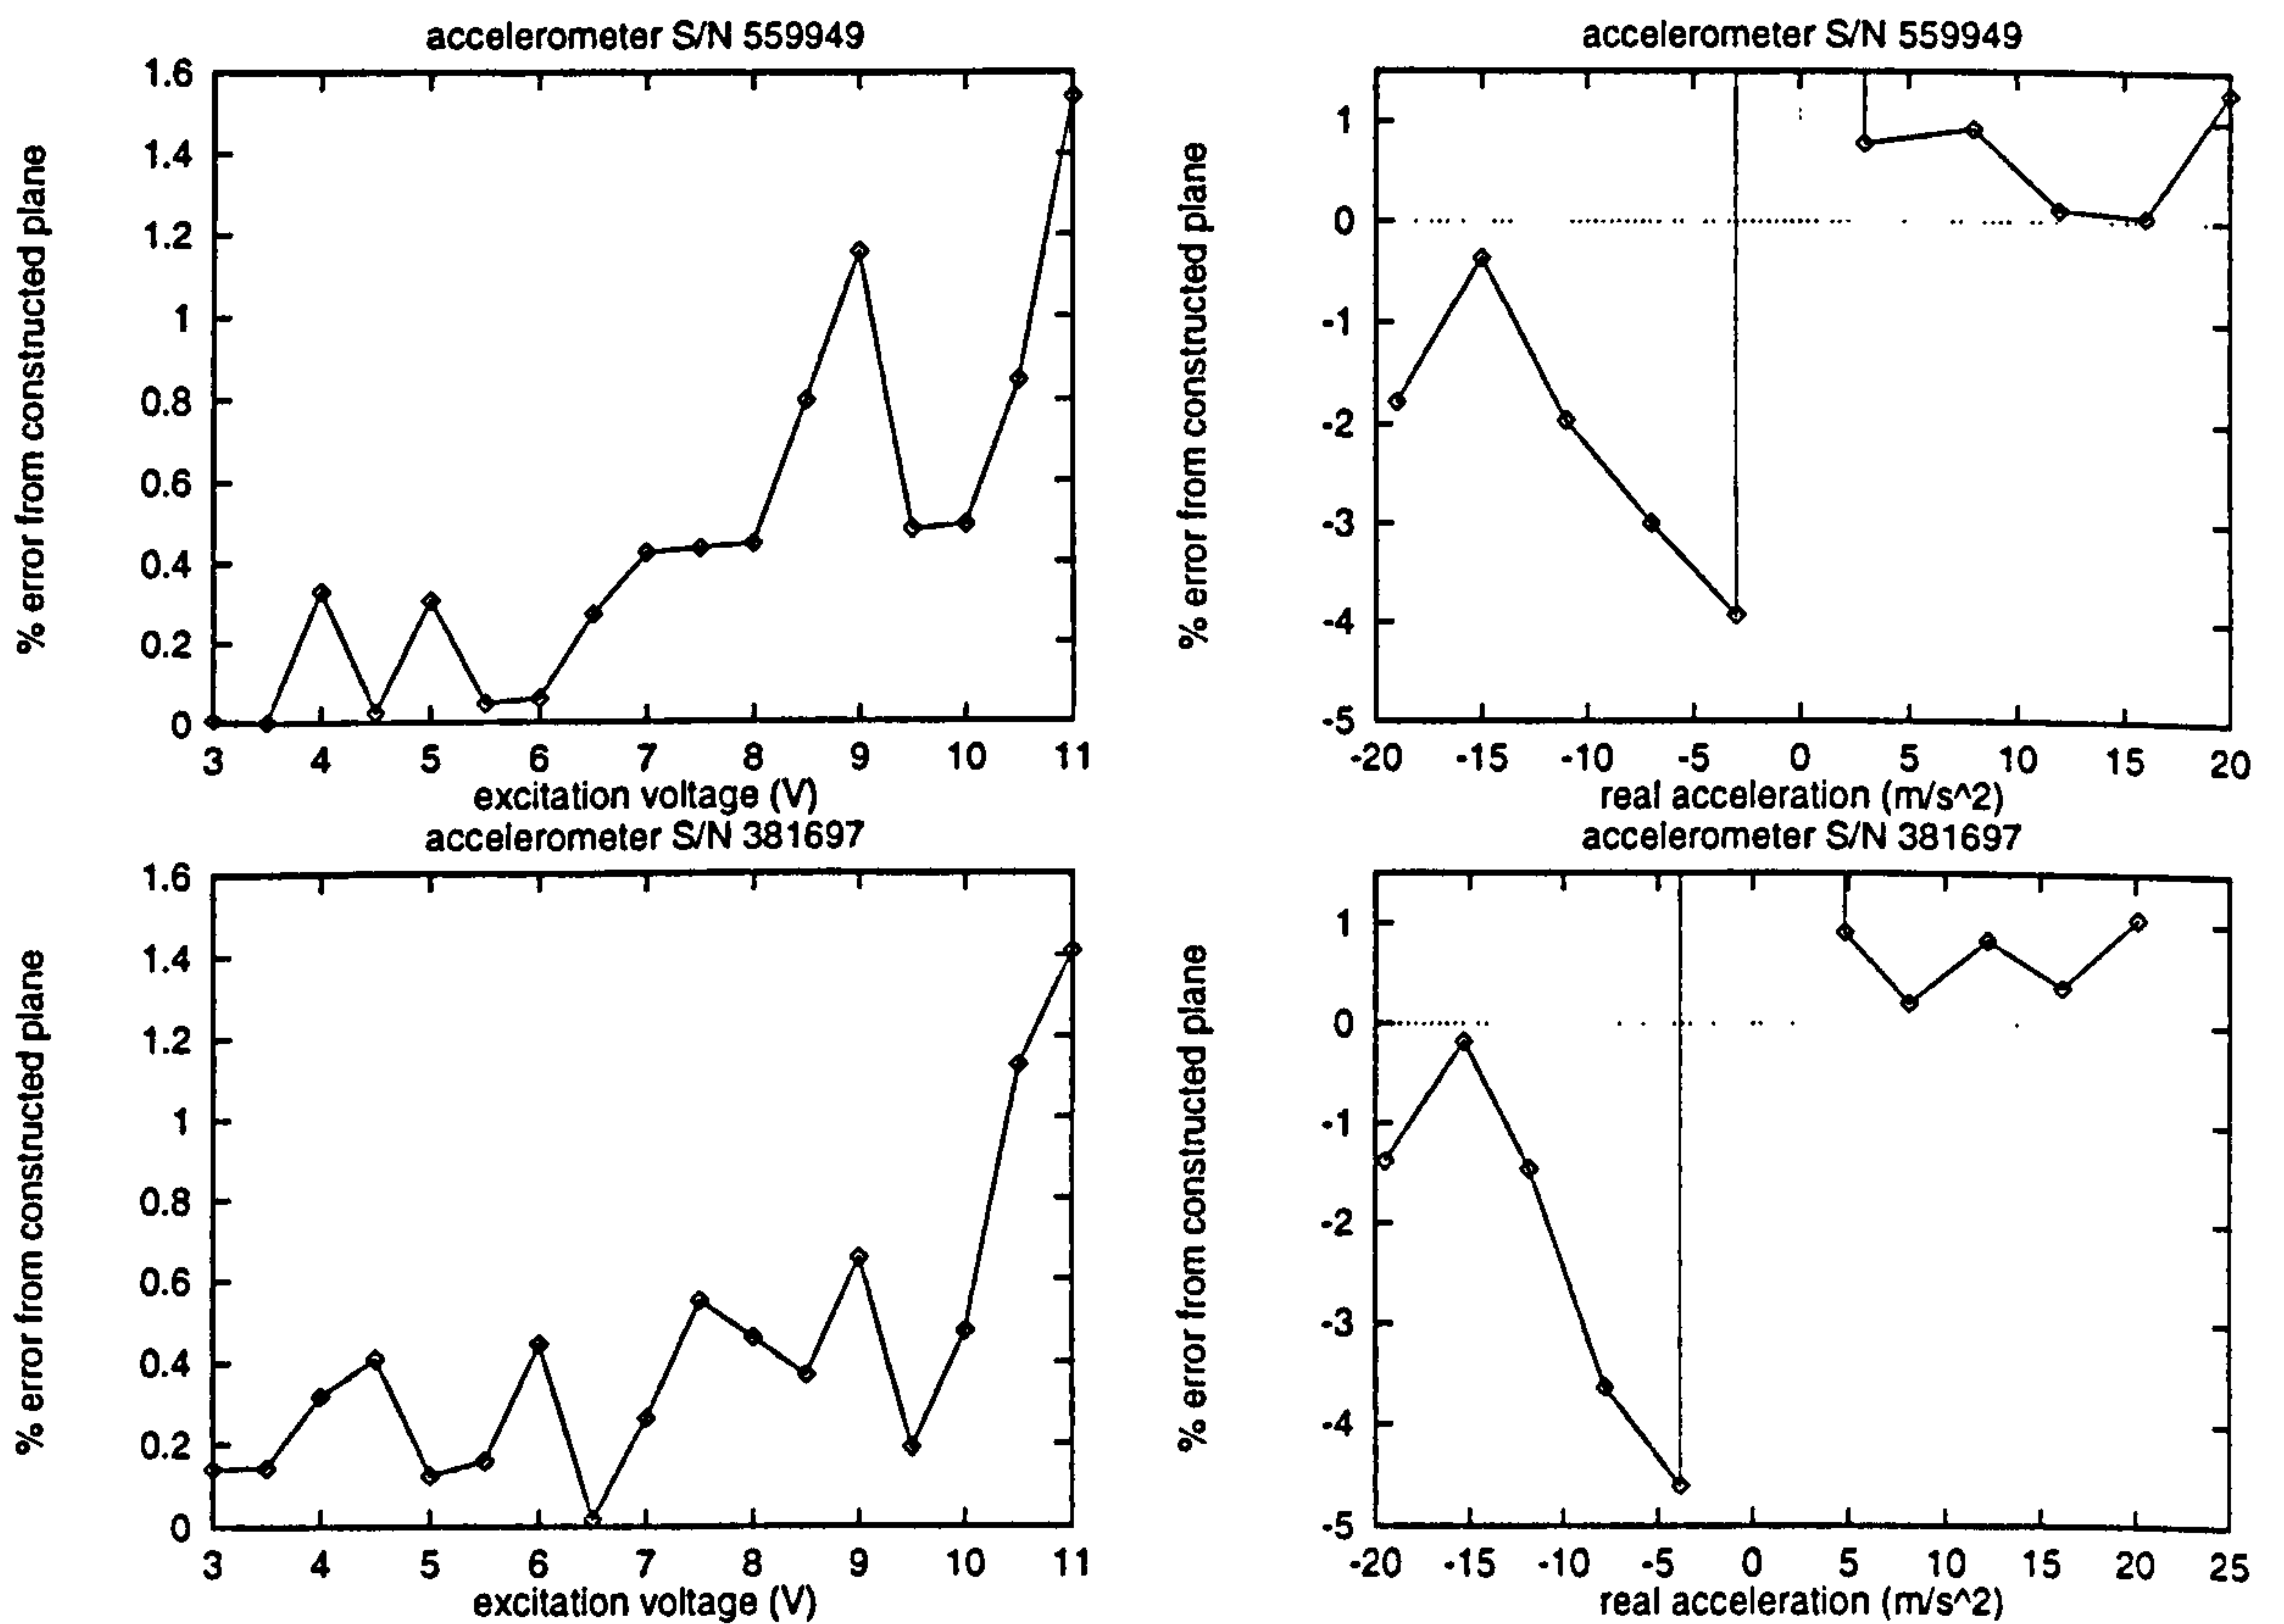 accelerometer S/N 559949
% error from constructed plane
1.6
1.4
1.2
1
0.8
0.6
0.4
0.2
0
3 4 5 6 7 8 9 10 11
excitation voltage (V)
accelerometer S/N 559949
% error from constructed plane
1
0
-1
-2
-3
-4
-5
-20 -15 -10 -5 0 5 10 15 20
real acceleration (m/s^2)
accelerometer S/N 381697
% error from constructed plane
1.6
1.4
1.2
1
0.8
0.6
0.4
0.2
0
3 4 5 6 7 8 9 10 11
excitation voltage (V)
accelerometer S/N 381697
% error from constructed plane
1
0
-1
-2
-3
-4
-5
-20 -15 -10 -5 0 5 10 15 20 25
real acceleration (m/s^2)